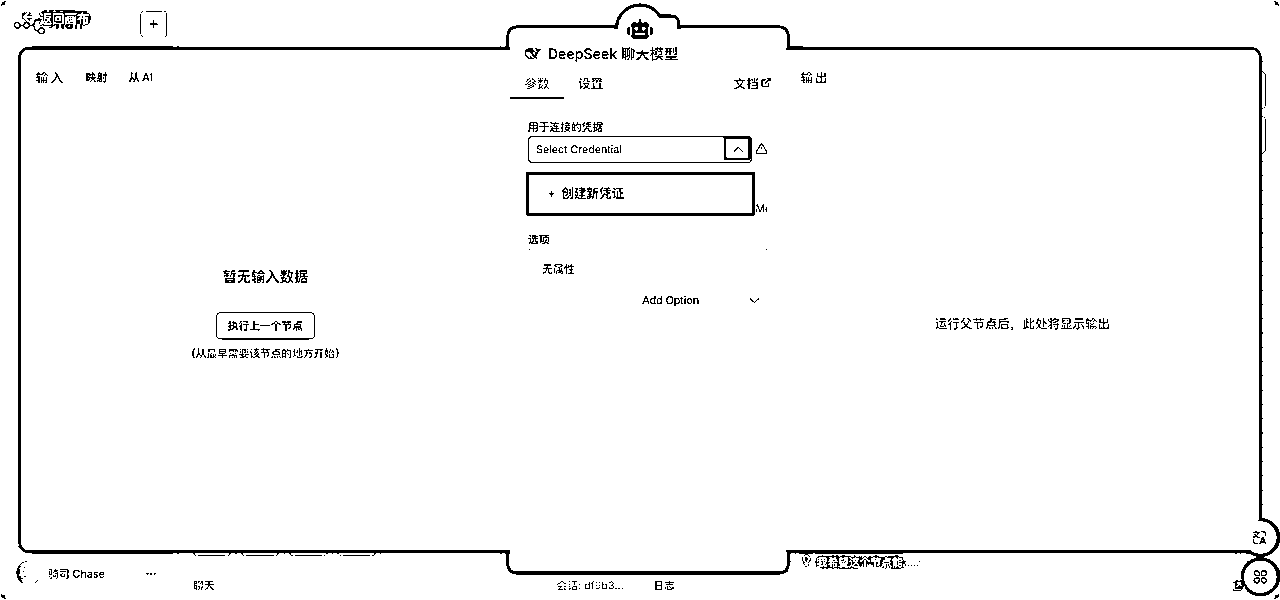 返回画布
+
DeepSeek 聊天模型
输入 映射 从 AI
参数 设置 文档
输出
用于连接的凭据
Select Credential
+ 创建新凭证
选项
无属性
暂无输入数据
Add Option
执行上一个节点
运行父节点后，此处将显示输出
(从最早需要该节点的地方开始)
骑司 Chase ...
聊天
会话: df9b3...
日志